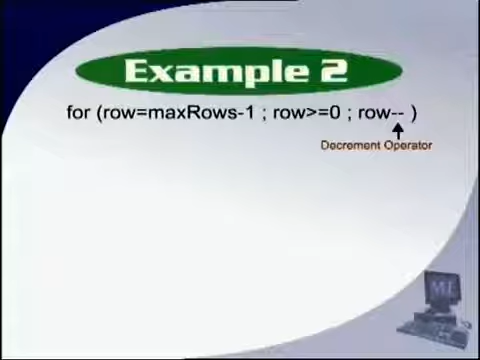 Example 2
for (row=maxRows-1 ; row>=0 ; row-- )
Decrement Operator